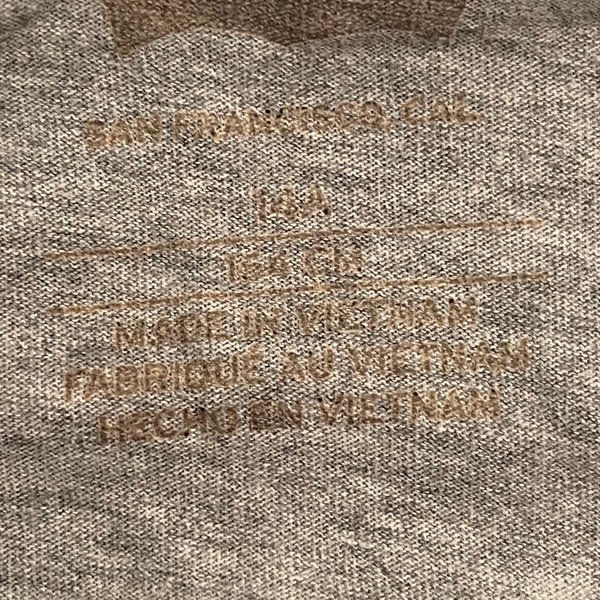 SAN FRANCISCO, CAL.
14A
164 CM
MADE IN VIETNAM
FABRIQUÉ AU VIETNAM
HECHO EN VIETNAM